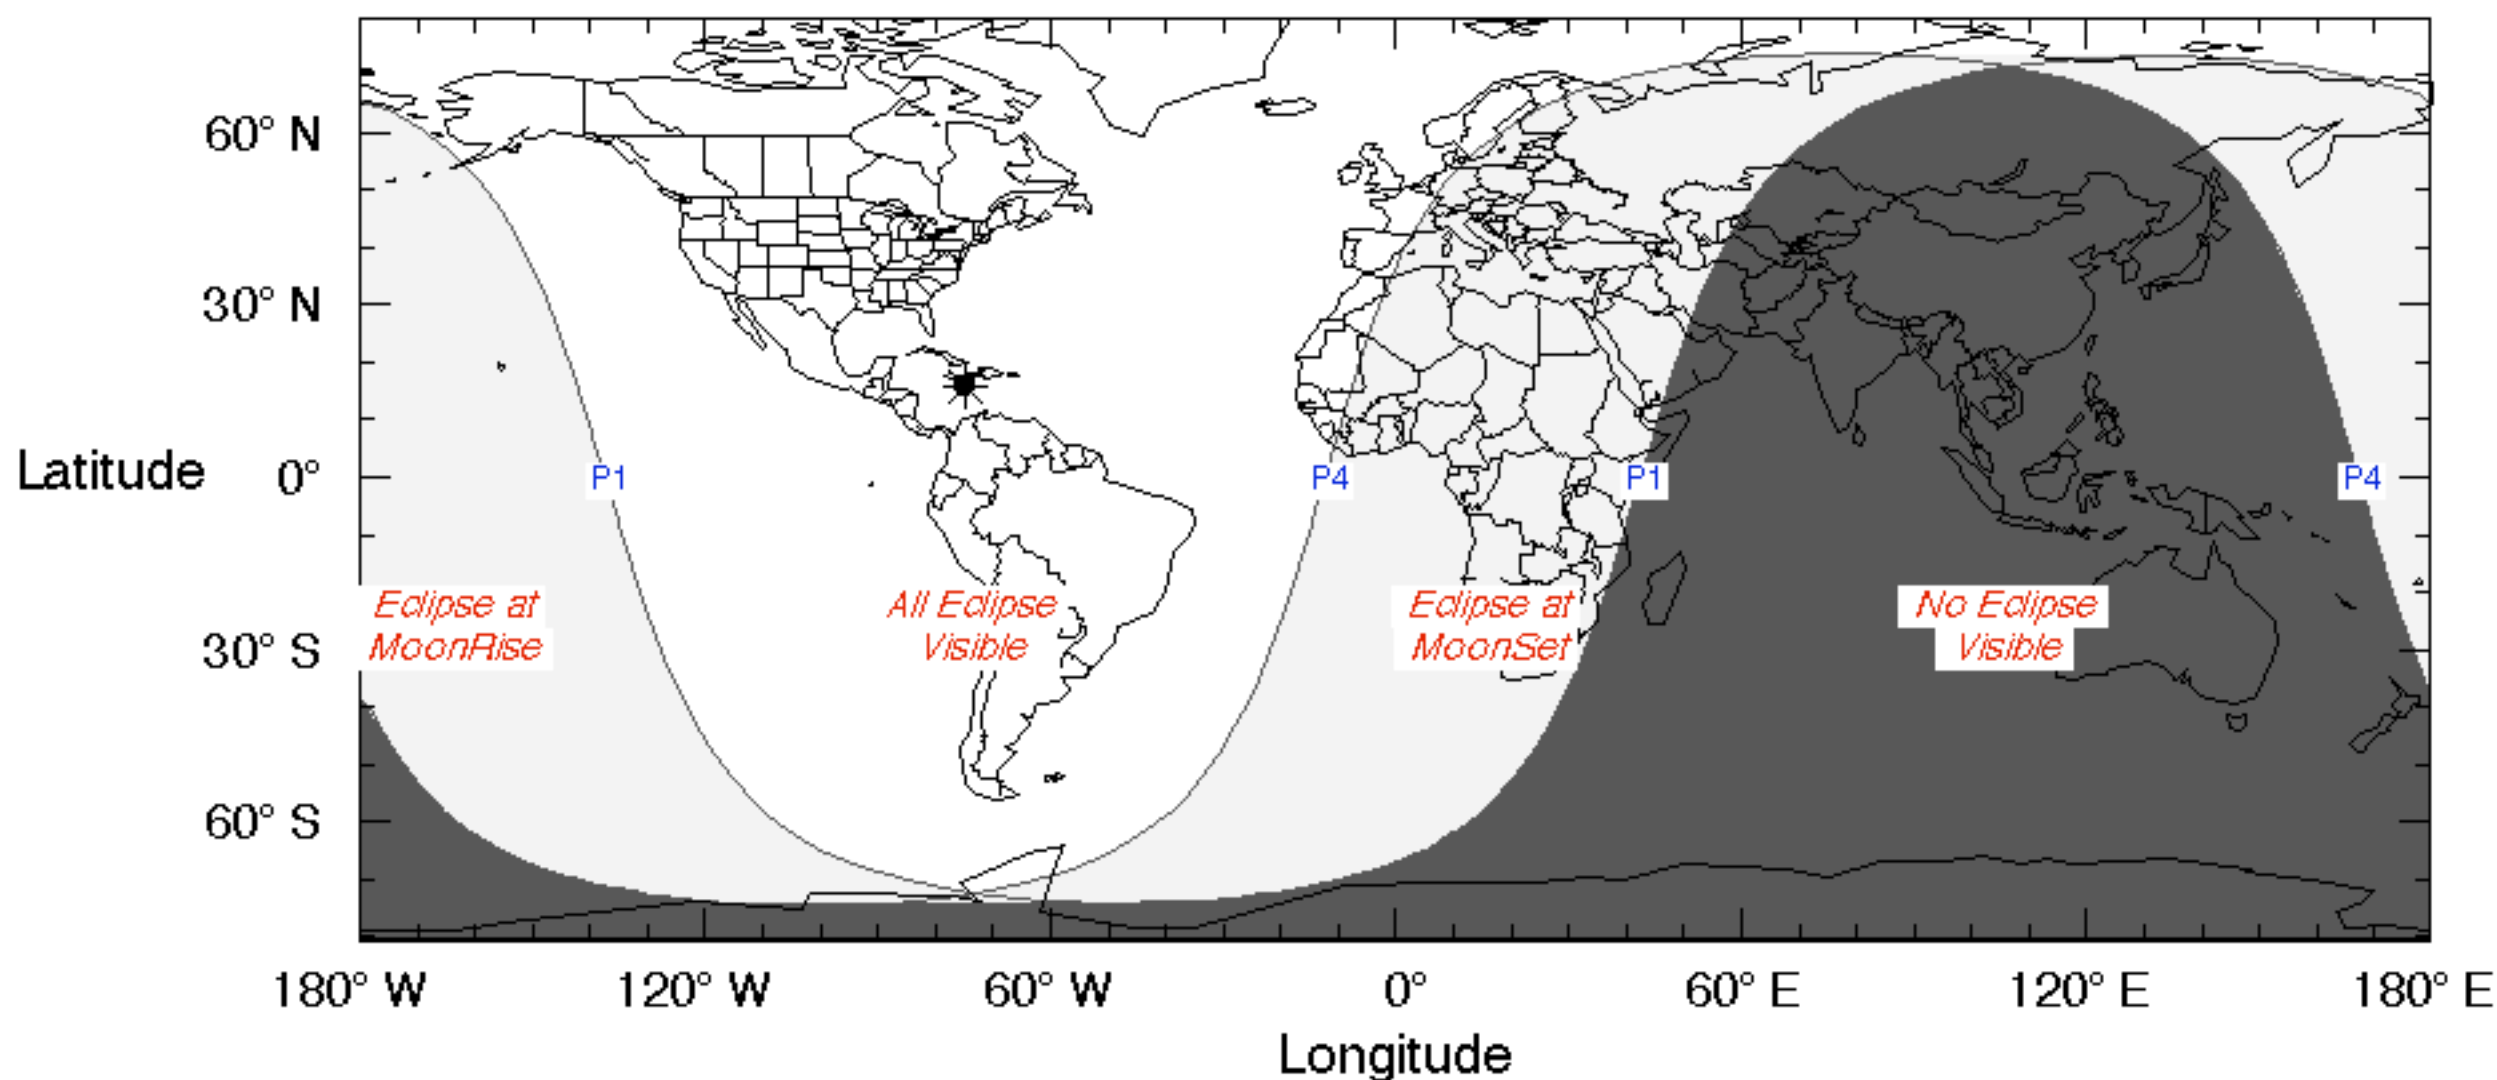 60° N
30° N
Latitude 0°
P1 P4 P1 P4
Eclipse at
MoonRise
All Eclipse
Visible
Eclipse at
MoonSet
No Eclipse
Visible
30° S
60° S
180° W 120° W 60° W 0° 60° E 120° E 180° E
Longitude